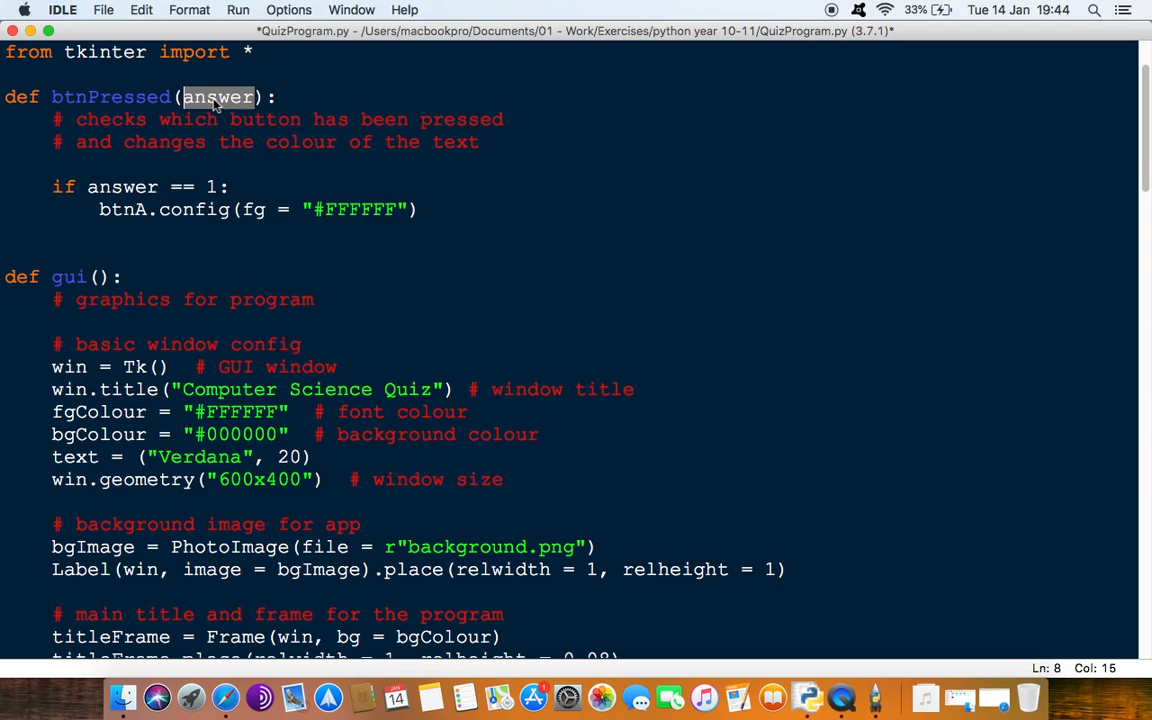 IDLE File Edit Format Run Options Window Help 33% Tue 14 Jan 19:44
*QuizProgram.py - /Users/macbookpro/Documents/01 - Work/Exercises/python year 10-11/QuizProgram.py (3.7.1)*
from tkinter import *
def btnPressed(answer):
# checks which button has been pressed
# and changes the colour of the text
if answer == 1:
btnA.config(fg = "#FFFFFF")
def gui():
# graphics for program
# basic window config
win = Tk()  # GUI window
win.title("Computer Science Quiz") # window title
fgColour = "#FFFFFF"  # font colour
bgColour = "#000000"  # background colour
text = ("Verdana", 20)
win.geometry("600x400")  # window size
# background image for app
bgImage = PhotoImage(file = r"background.png")
Label(win, image = bgImage).place(relwidth = 1, relheight = 1)
# main title and frame for the program
titleFrame = Frame(win, bg = bgColour)
titleFrame.place(relwidth = 1, relheight = 0.08)
Ln: 8 Col: 15
JAN
14
1